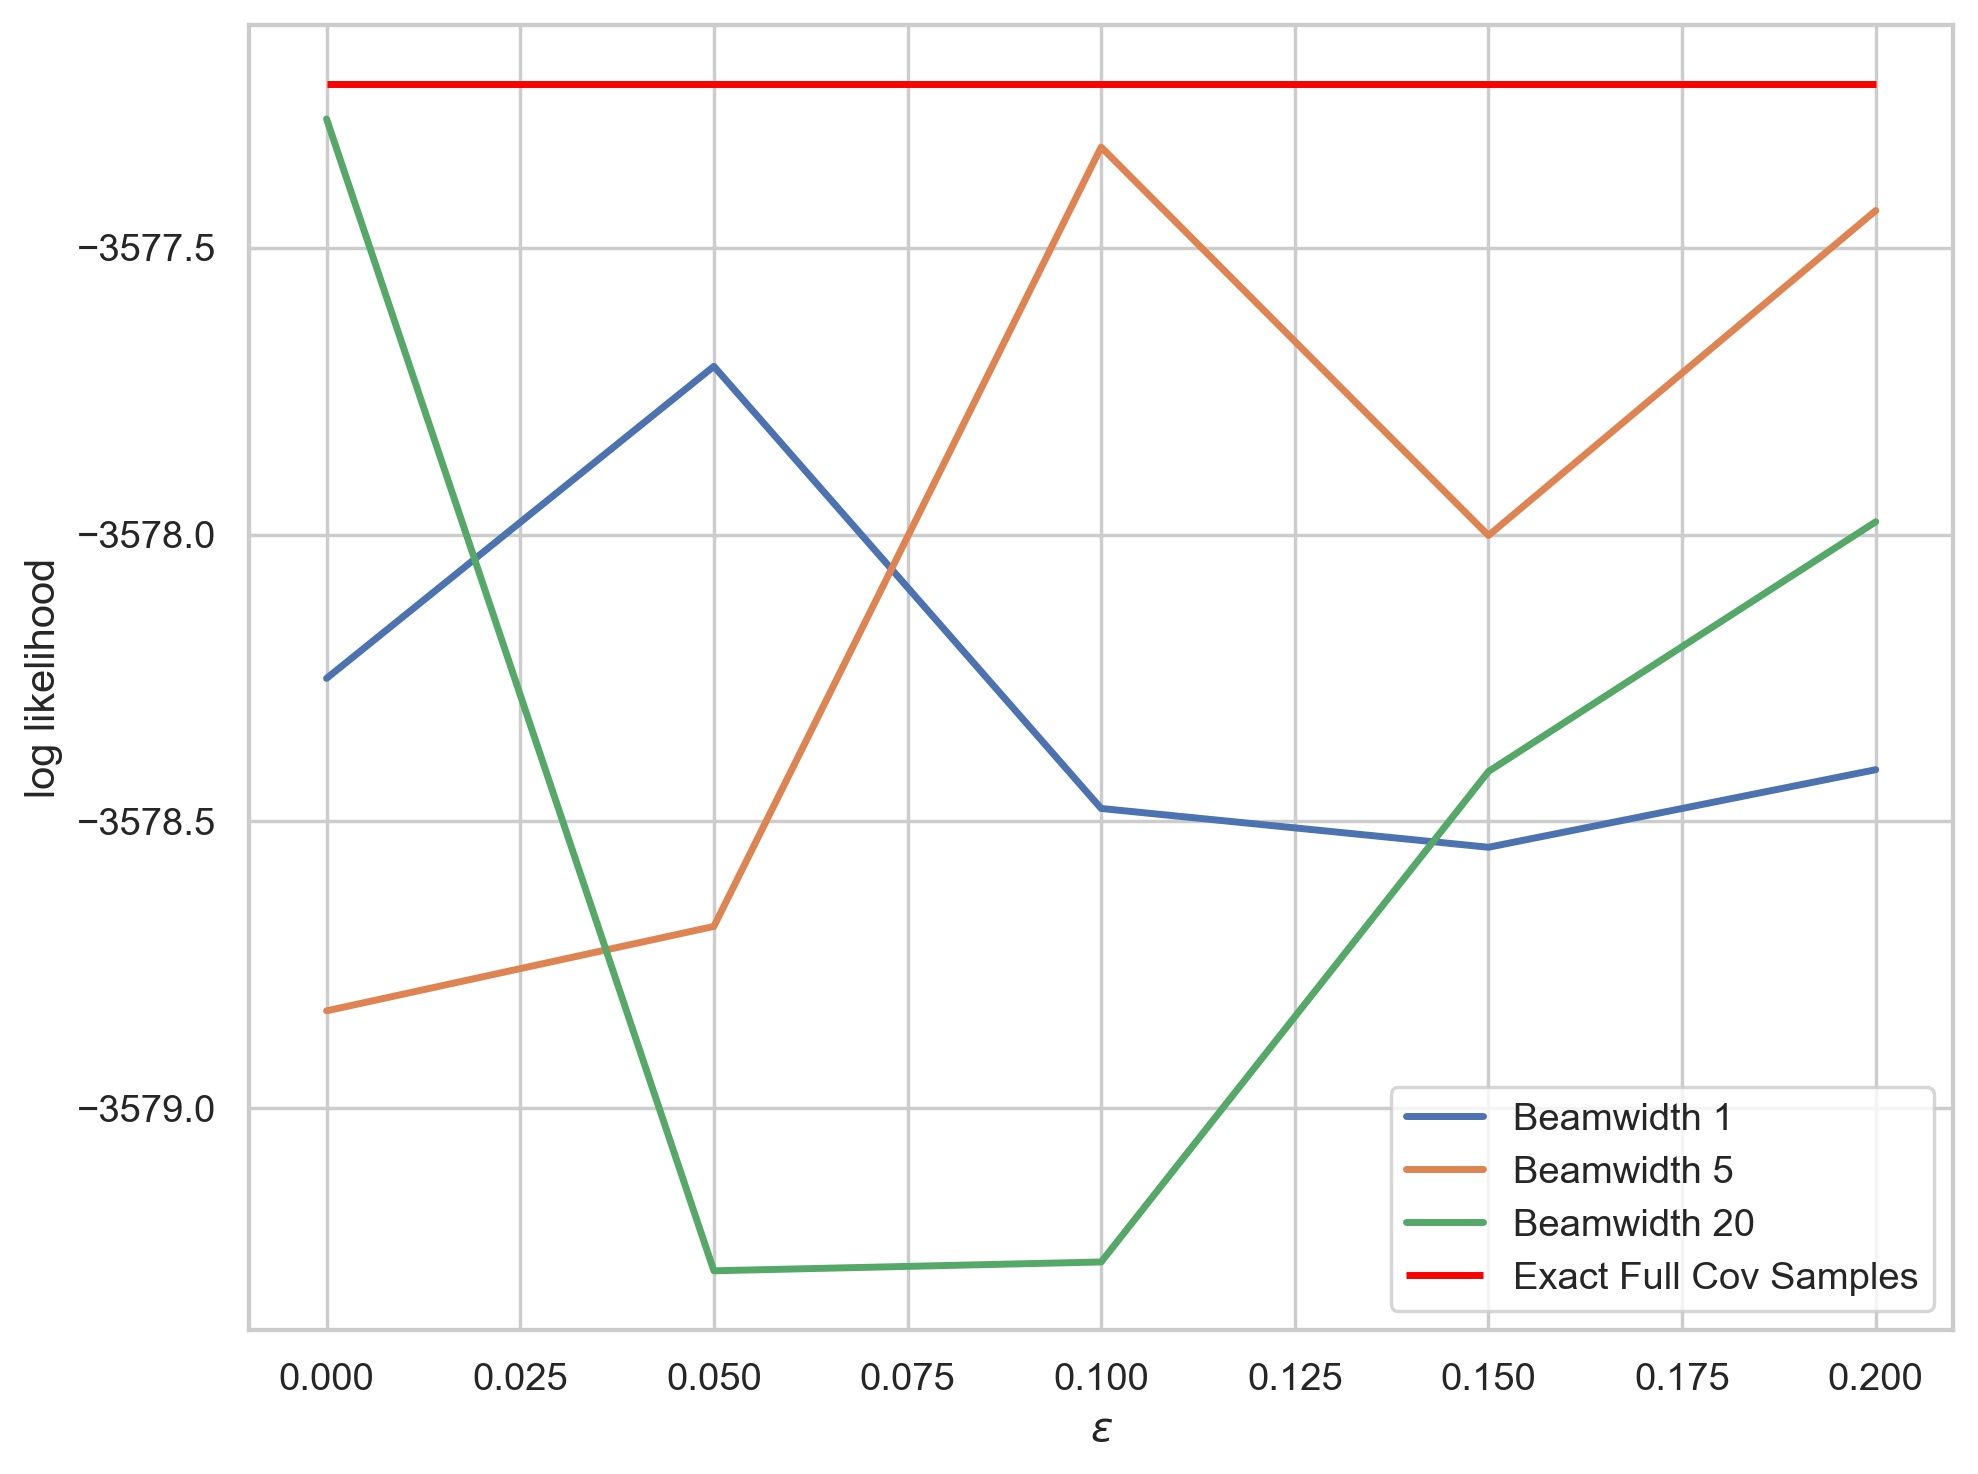 log likelihood
−3577.5
−3578.0
−3578.5
−3579.0
0.000 0.025 0.050 0.075 0.100 0.125 0.150 0.175 0.200
ε
Beamwidth 1
Beamwidth 5
Beamwidth 20
Exact Full Cov Samples